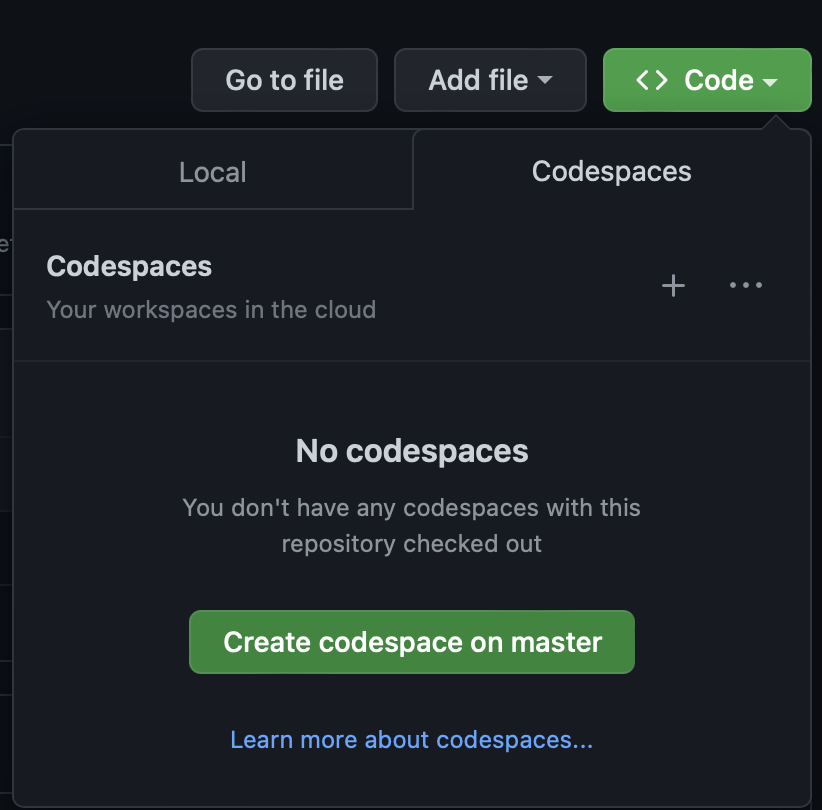 Go to file
Add file
Code
Local
Codespaces
Codespaces
Your workspaces in the cloud
No codespaces
You don't have any codespaces with this
repository checked out
Create codespace on master
Learn more about codespaces...